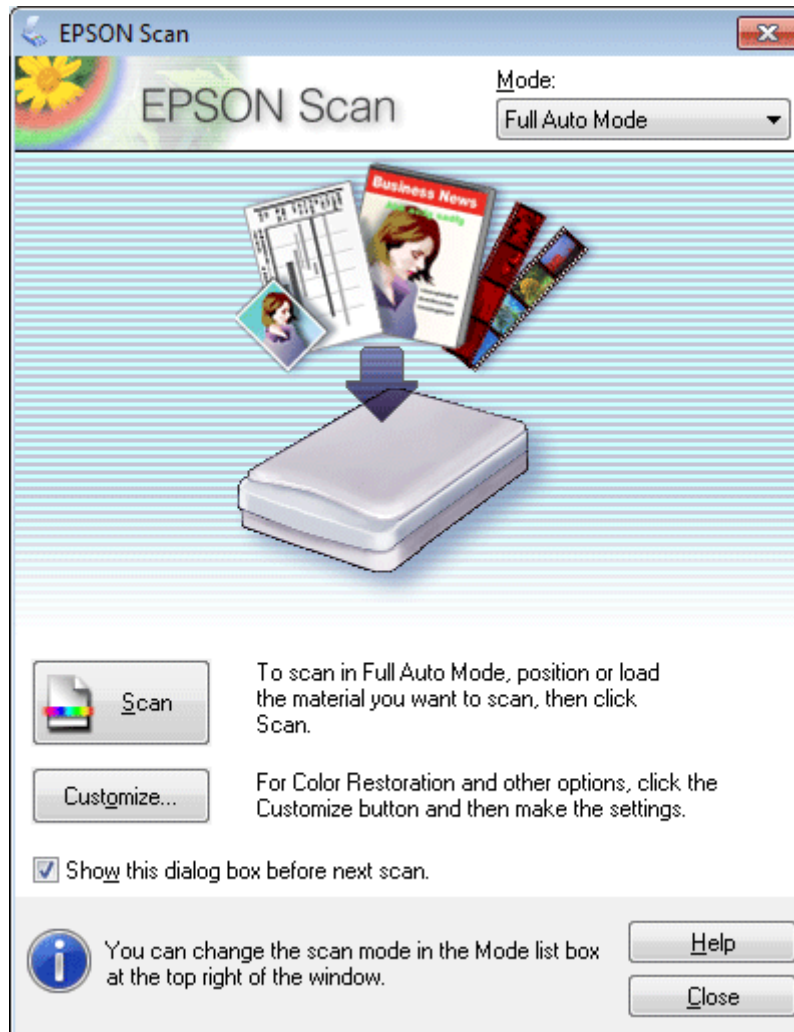 EPSON Scan
EPSON Scan
Mode:
Full Auto Mode
Business News
Scan
To scan in Full Auto Mode, position or load
the material you want to scan, then click
Scan.
Customize...
For Color Restoration and other options, click the
Customize button and then make the settings.
Show this dialog box before next scan.
You can change the scan mode in the Mode list box
at the top right of the window.
Help
Close